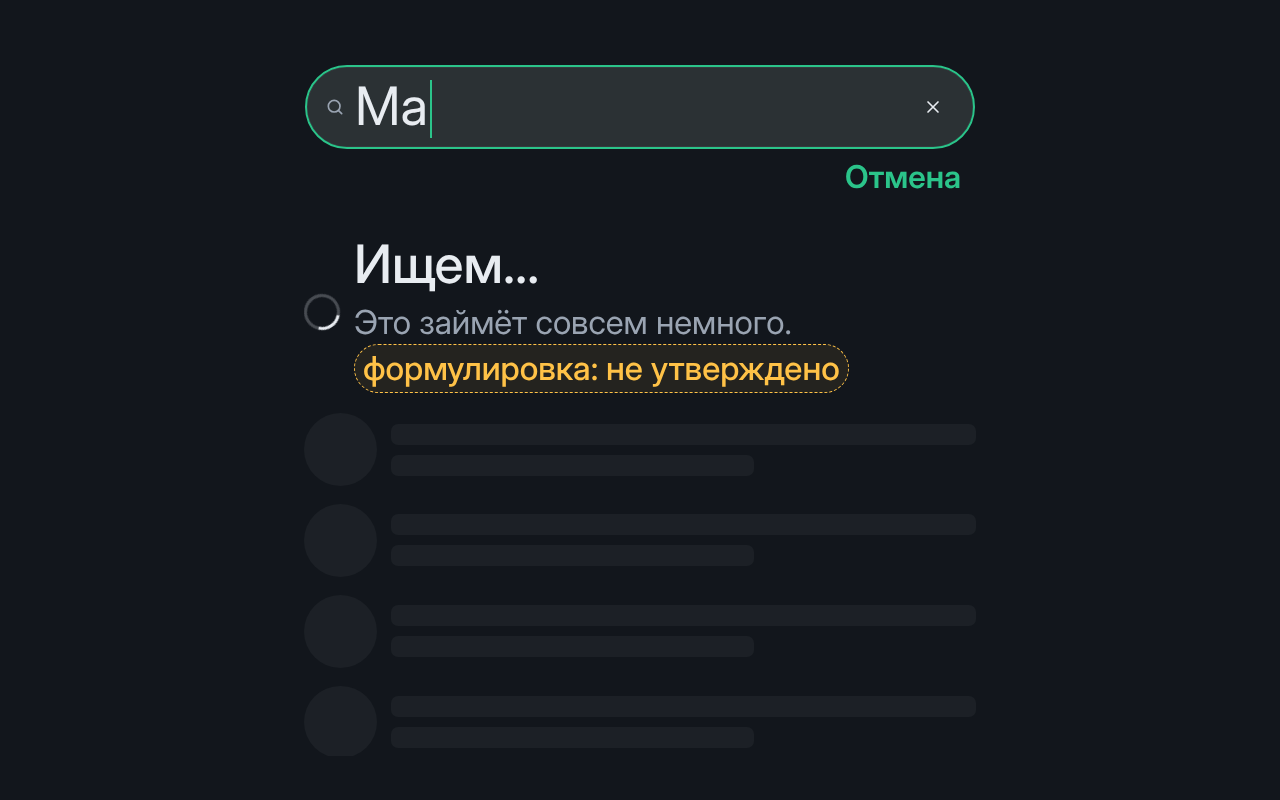 Ма
Отмена
Ищем...
Это займёт совсем немного.
формулировка: не утверждено